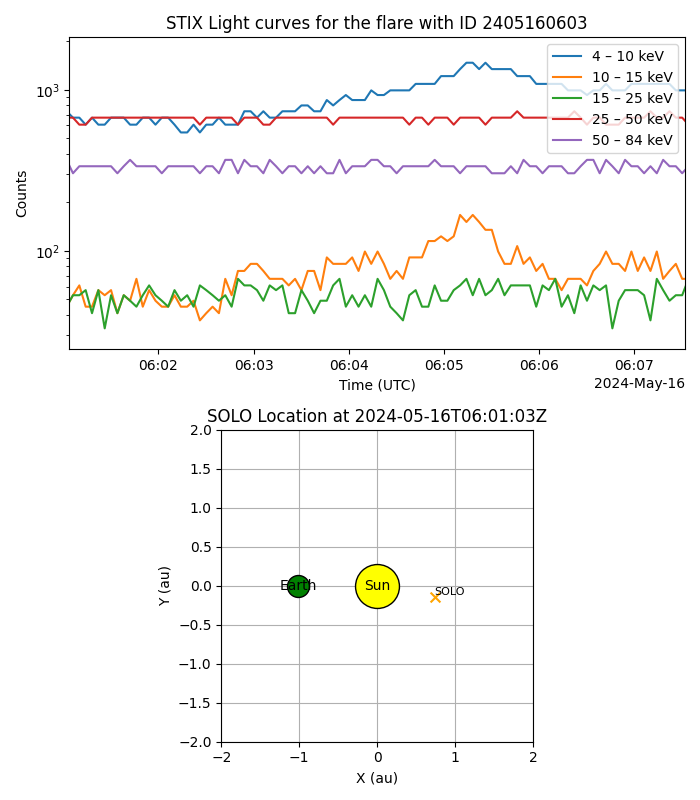 STIX Light curves for the flare with ID 2405160603
Counts
10³
10²
4 – 10 keV
10 – 15 keV
15 – 25 keV
25 – 50 keV
50 – 84 keV
06:02 06:03 06:04 06:05 06:06 06:07
Time (UTC)
2024-May-16
SOLO Location at 2024-05-16T06:01:03Z
Y (au)
2.0
1.5
1.0
0.5
0.0
−0.5
−1.0
−1.5
−2.0
Earth
Sun
SOLO
−2 −1 0 1 2
X (au)